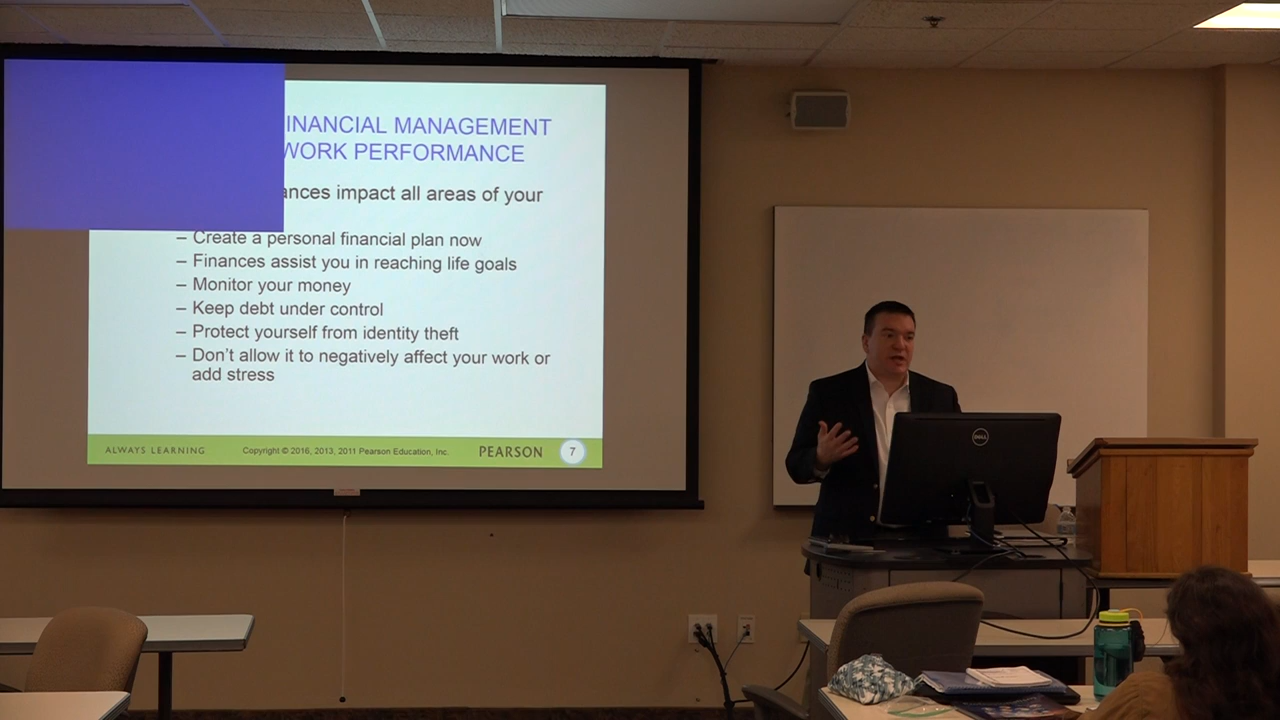 INANCIAL MANAGEMENT
WORK PERFORMANCE
ances impact all areas of your
– Create a personal financial plan now
– Finances assist you in reaching life goals
– Monitor your money
– Keep debt under control
– Protect yourself from identity theft
– Don't allow it to negatively affect your work or
add stress
ALWAYS LEARNING
Copyright © 2016, 2013, 2011 Pearson Education, Inc.
PEARSON
7
DELL